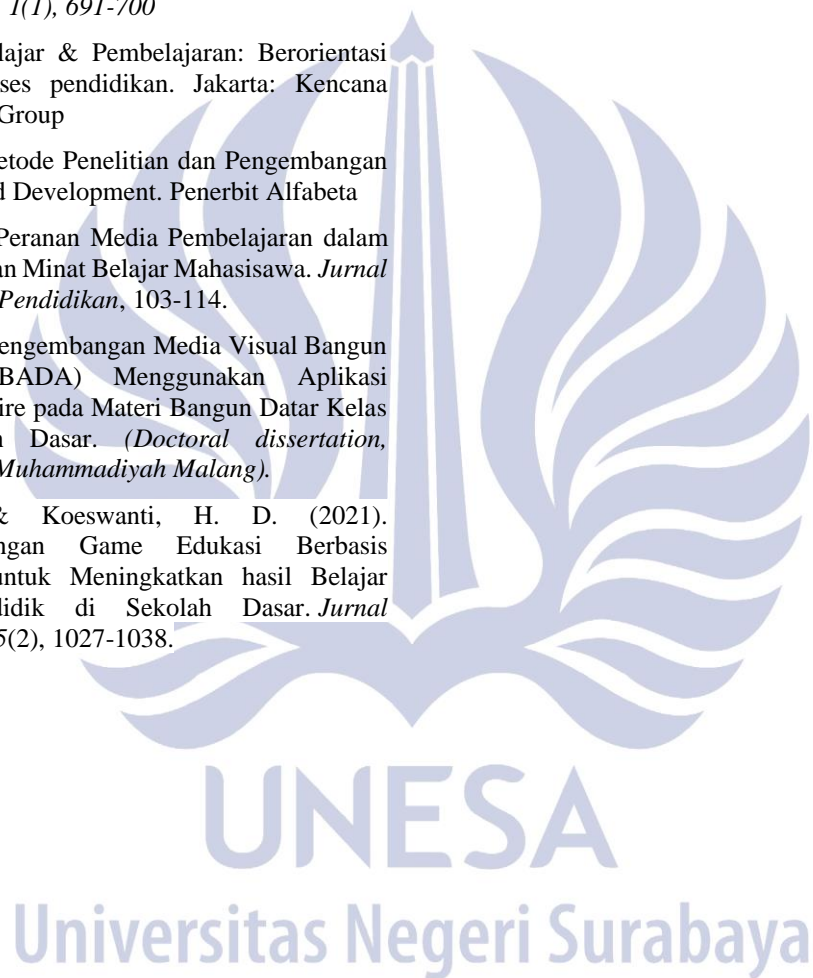 1(1), 691-700
lajar & Pembelajaran: Berorientasi
ses pendidikan. Jakarta: Kencana
Group
etode Penelitian dan Pengembangan
d Development. Penerbit Alfabeta
Peranan Media Pembelajaran dalam
an Minat Belajar Mahasisawa. Jurnal
Pendidikan, 103-114.
engembangan Media Visual Bangun
BADA) Menggunakan Aplikasi
ire pada Materi Bangun Datar Kelas
n Dasar. (Doctoral dissertation,
Muhammadiyah Malang).
& Koeswanti, H. D. (2021).
ngan Game Edukasi Berbasis
untuk Meningkatkan hasil Belajar
didik di Sekolah Dasar. Jurnal
5(2), 1027-1038.
UNESA
Universitas Negeri Surabaya